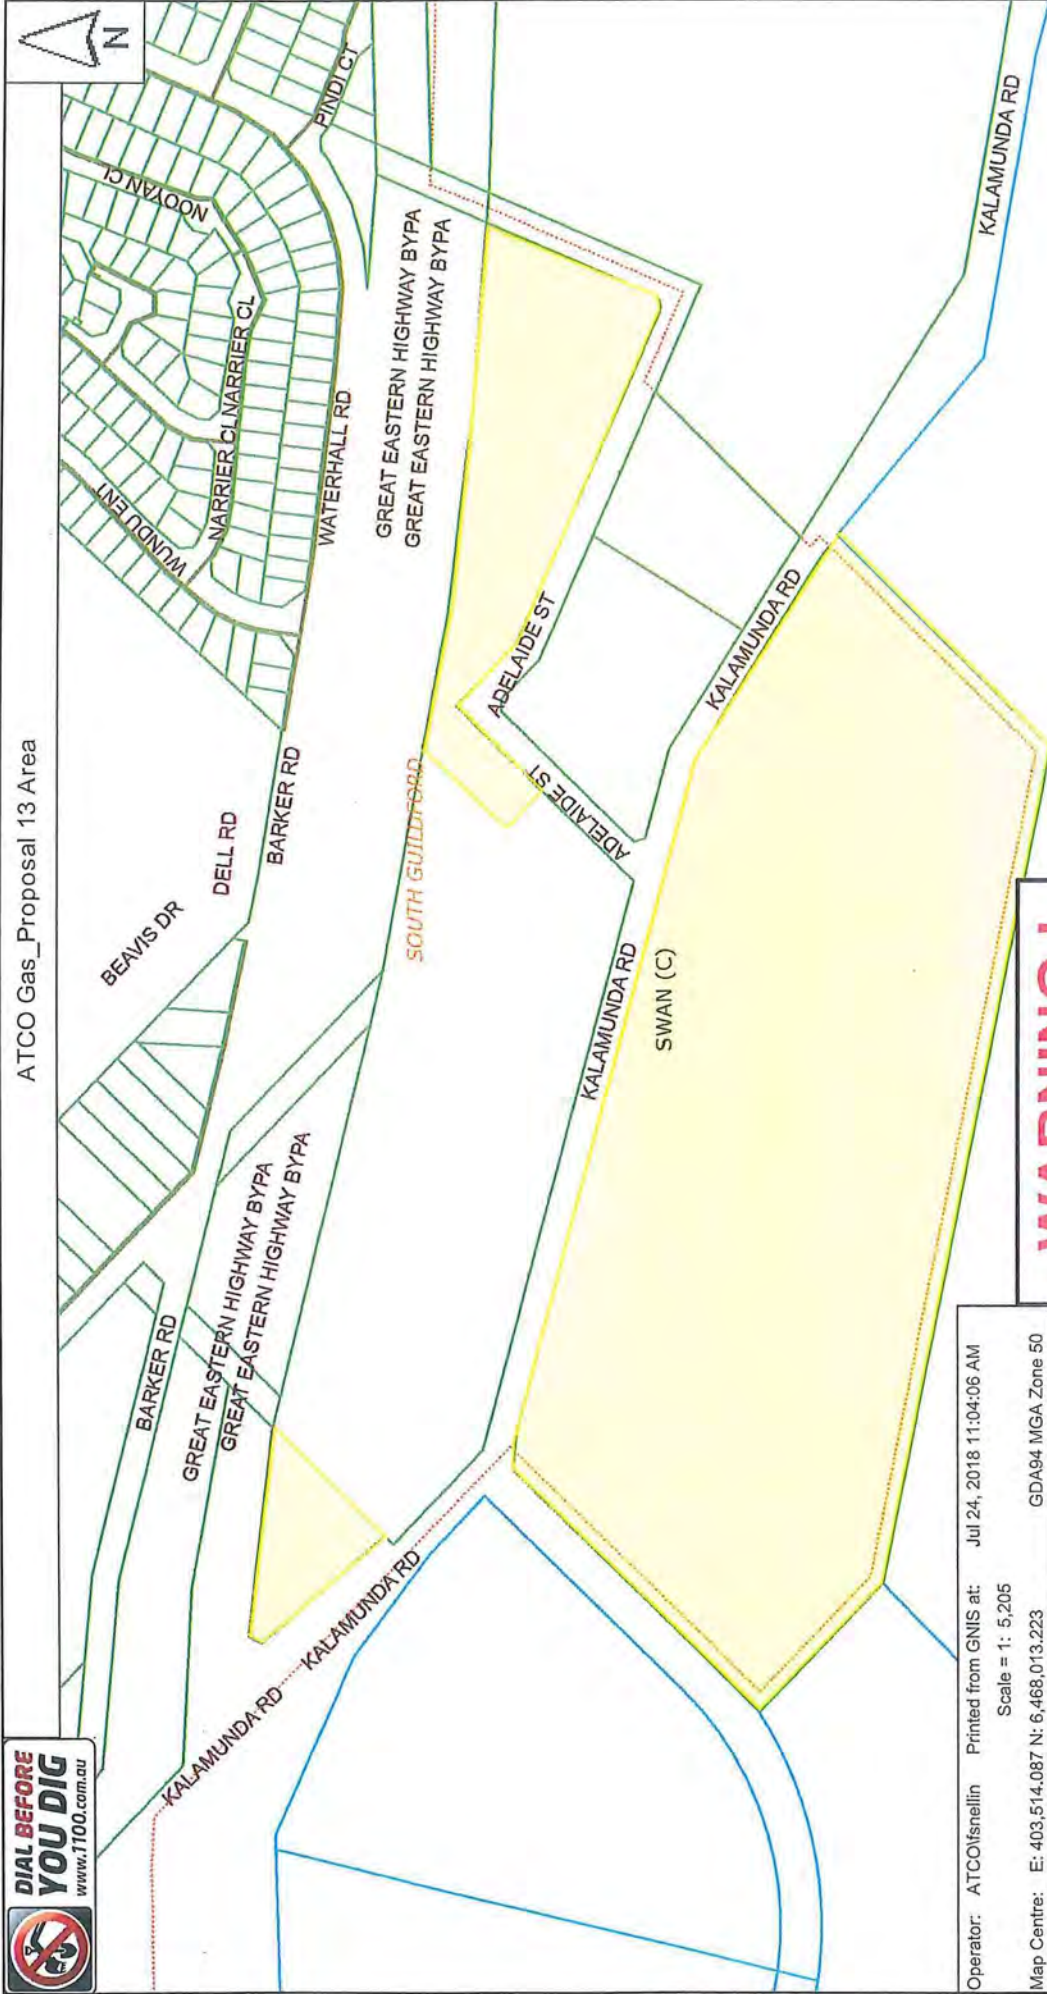 ATCO Gas_Proposal 13 Area
N
DIAL BEFORE
YOU DIG
www.1100.com.au
NOOYAN CL
PINDI CT
WUNDU ENT
NARRIER CL
NARRIER CL
WATERHALL RD
BEAVIS DR
DELL RD
BARKER RD
BARKER RD
GREAT EASTERN HIGHWAY BYPA
GREAT EASTERN HIGHWAY BYPA
GREAT EASTERN HIGHWAY BYPA
GREAT EASTERN HIGHWAY BYPA
SOUTH GUILDFORD
ADELAIDE ST
ADELAIDE ST
KALAMUNDA RD
KALAMUNDA RD
KALAMUNDA RD
KALAMUNDA RD
KALAMUNDA RD
SWAN (C)
Operator: ATCO\fsnellin Printed from GNIS at: Jul 24, 2018 11:04:06 AM
Scale = 1: 5,205
Map Centre: E: 403,514.087 N: 6,468,013.223 GDA94 MGA Zone 50